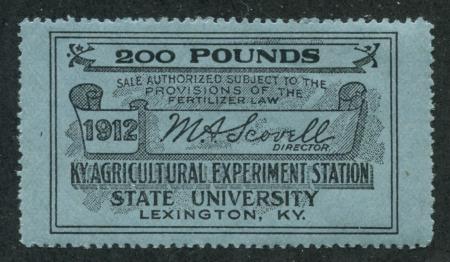 200 POUNDS
SALE AUTHORIZED SUBJECT TO THE
PROVISIONS OF THE
FERTILIZER LAW
1912 M.A Scovell
DIRECTOR.
KY. AGRICULTURAL EXPERIMENT STATION
STATE UNIVERSITY
LEXINGTON, KY.